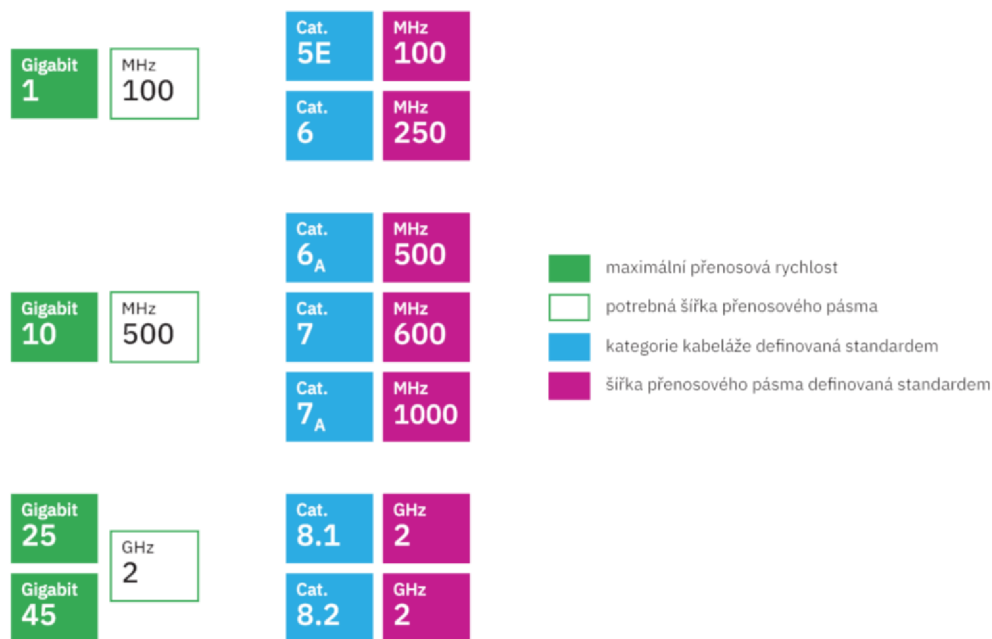 Gigabit
1
MHz
100
Cat.
5E
MHz
100
Cat.
6
MHz
250
Gigabit
10
MHz
500
Cat.
6A
MHz
500
Cat.
7
MHz
600
Cat.
7A
MHz
1000
maximální přenosová rychlost
potrebná šířka přenosového pásma
kategorie kabeláže definovaná standardem
šířka přenosového pásma definovaná standardem
Gigabit
25
Gigabit
45
GHz
2
Cat.
8.1
GHz
2
Cat.
8.2
GHz
2